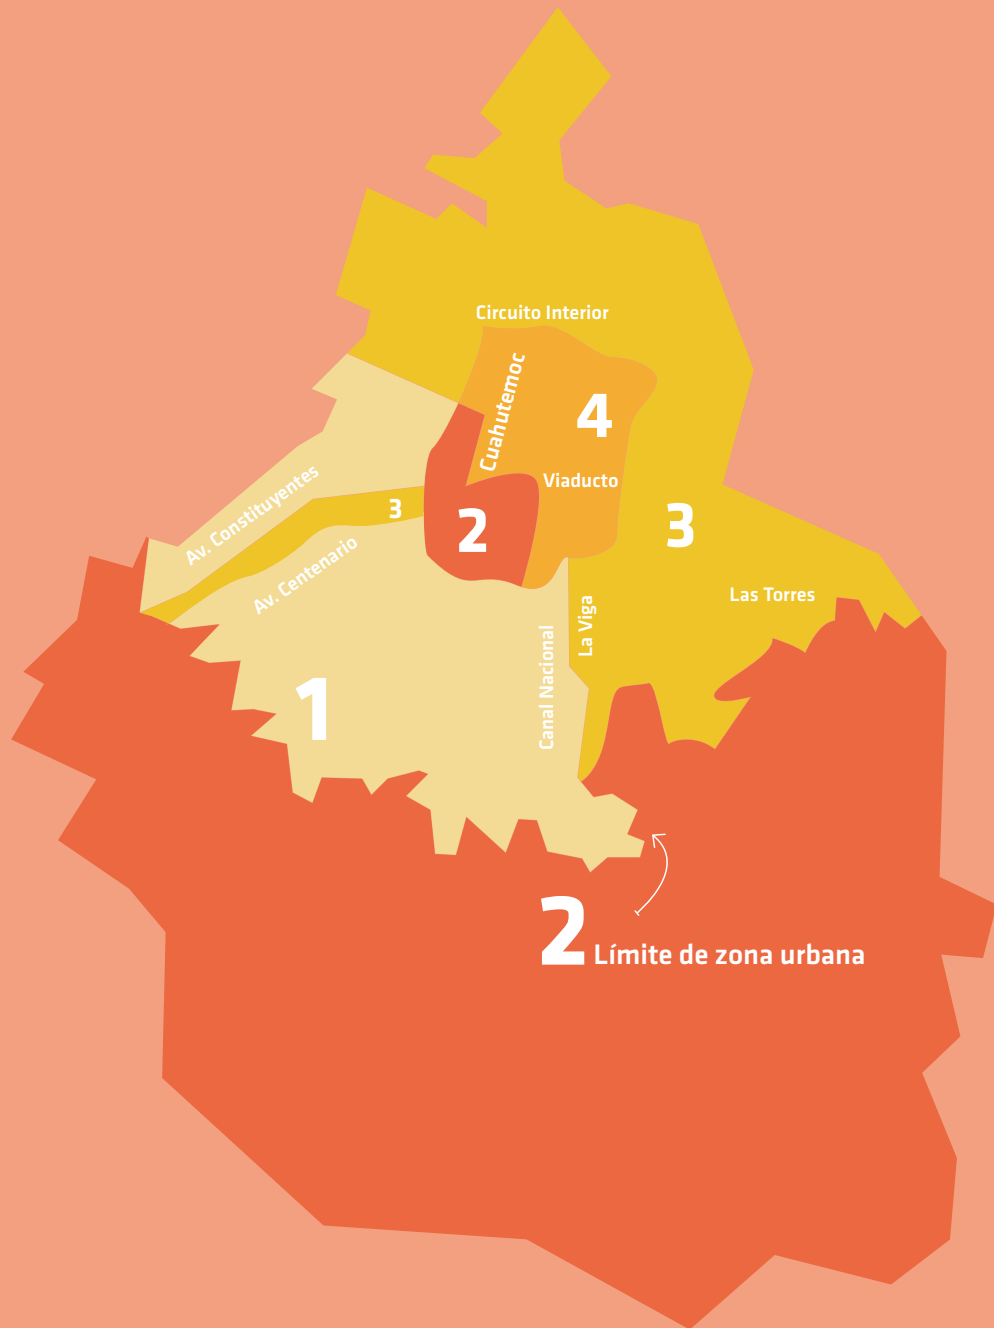 Circuito Interior
Cuahutemoc
4
Viaducto
Av. Constituyentes
3
2
3
Av. Centenario
Las Torres
La Viga
Canal Nacional
1
2 Límite de zona urbana